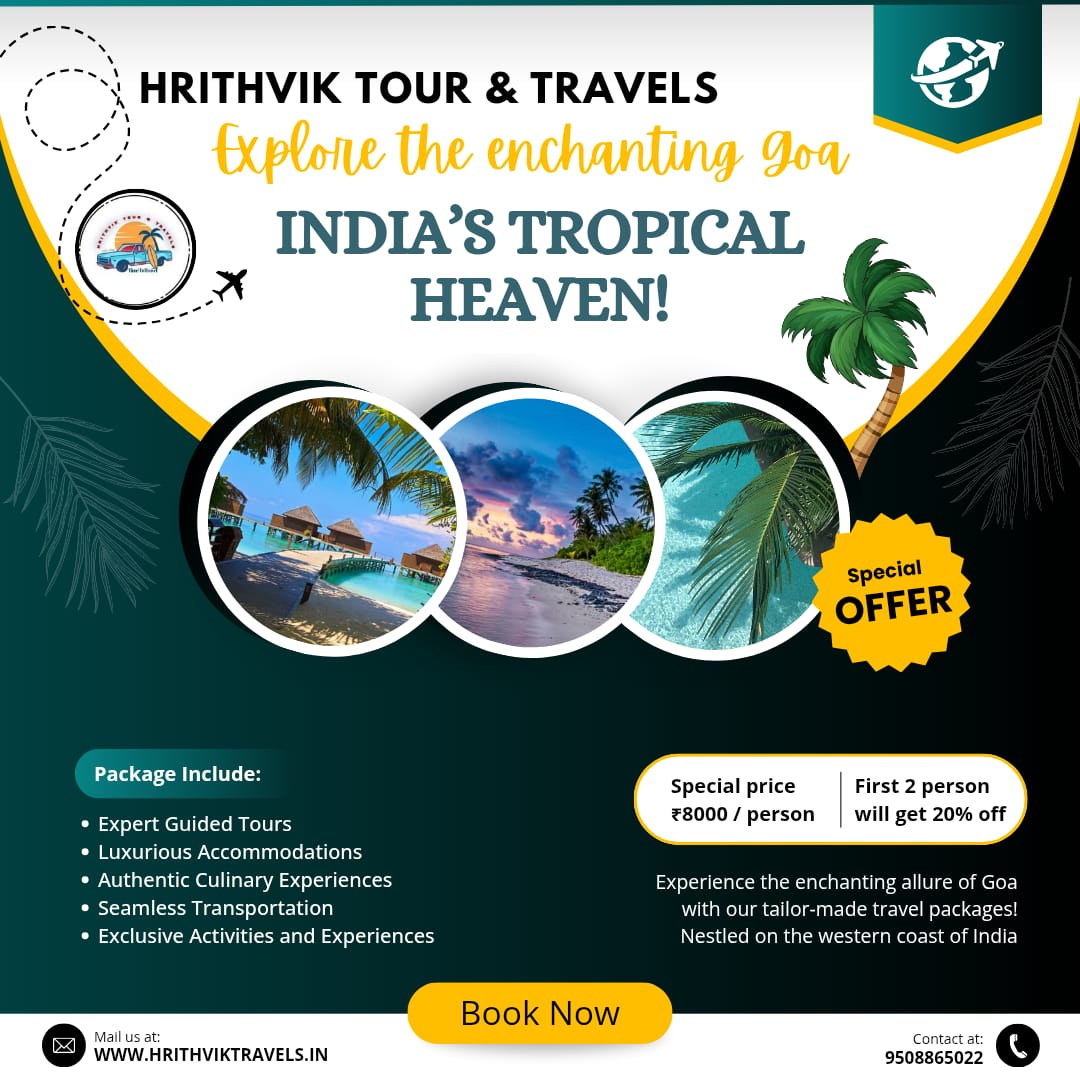 HRITHVIK TOUR & TRAVELS
Explore the enchanting goa
INDIA'S TROPICAL
HEAVEN!
HRITHVIK TOUR & TRAVELS
Special
OFFER
Package Include:
• Expert Guided Tours
• Luxurious Accommodations
• Authentic Culinary Experiences
• Seamless Transportation
• Exclusive Activities and Experiences
Special price
₹8000 / person
First 2 person
will get 20% off
Experience the enchanting allure of Goa
with our tailor-made travel packages!
Nestled on the western coast of India
Book Now
Mail us at:
WWW.HRITHVIKTRAVELS.IN
Contact at:
9508865022